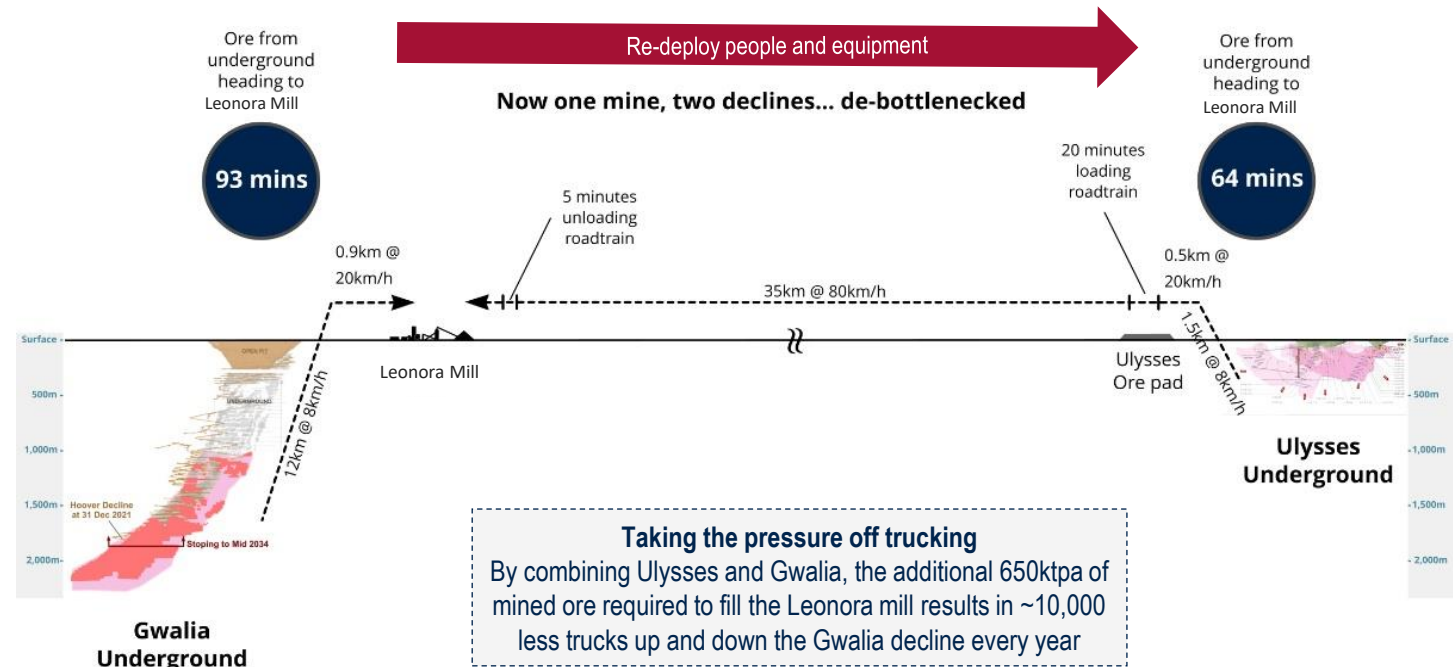 Re-deploy people and equipment
Ore from
underground
heading to
Leonora Mill
93 mins
Now one mine, two declines... de-bottlenecked
Ore from
underground
heading to
Leonora Mill
64 mins
20 minutes
loading
roadtrain
5 minutes
unloading
roadtrain
0.9km @
20km/h
35km @ 80km/h
0.5km @
20km/h
1.5km @ 8km/h
12km @ 8km/h
Surface
500m
1,000m
1,500m
2,000m
OPEN PIT
UNDERGROUND
Hoover Decline
at 31 Dec 2021
Stoping to Mid 2034
Leonora Mill
Ulysses
Ore pad
Surface
500m
1,000m
1,500m
2,000m
Ulysses
Underground
Gwalia
Underground
Taking the pressure off trucking
By combining Ulysses and Gwalia, the additional 650ktpa of
mined ore required to fill the Leonora mill results in ~10,000
less trucks up and down the Gwalia decline every year